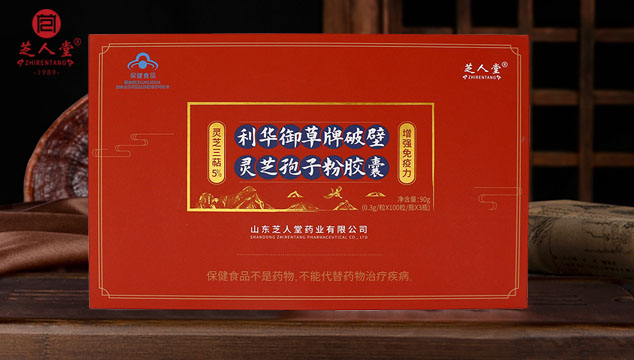 芝人堂®
ZHIRENTANG
·1989·
保健食品
芝人堂®
ZHIRENTANG
灵芝三萜5%
利华御草牌破壁
灵芝孢子粉胶囊
增强免疫力
净含量:90g
(0.3g/粒X100粒/瓶X3瓶)
山东芝人堂药业有限公司
SHANDONG ZHIRENTANG PHARMACEUTICAL CO., LTD
保健食品不是药物,不能代替药物治疗疾病。